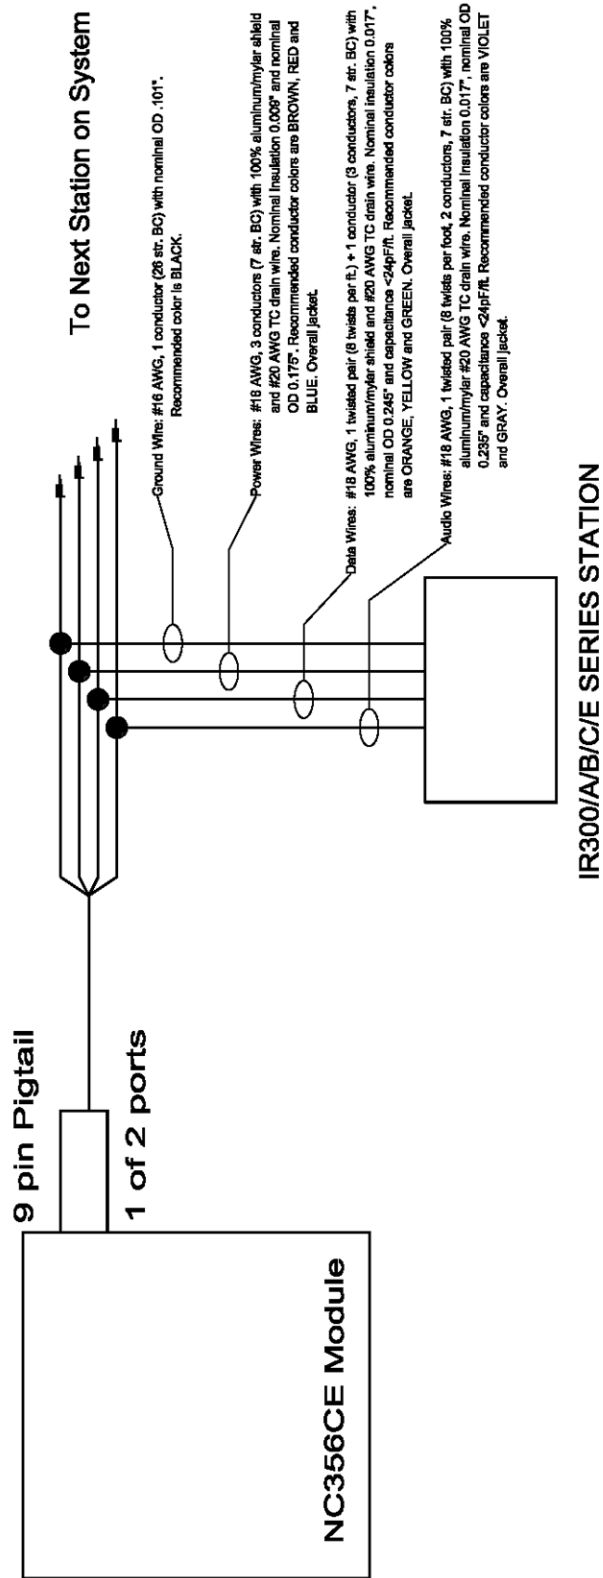 9 pin Pigtail
1 of 2 ports
NC356CE Module
To Next Station on System
Ground Wire: #16 AWG, 1 conductor (26 str. BC) with nominal OD .101".
Recommended color is BLACK.
Power Wires: #18 AWG, 3 conductors (7 str. BC) with 100% aluminum/mylar shield
and #20 AWG TC drain wire. Nominal Insulation 0.009" and nominal
OD 0.175". Recommended conductor colors are BROWN, RED and
BLUE. Overall jacket.
Data Wires: #18 AWG, 1 twisted pair (8 twists per ft.) + 1 conductor (3 conductors, 7 str. BC) with
100% aluminum/mylar shield and #20 AWG TC drain wire. Nominal insulation 0.017",
nominal OD 0.245" and capacitance <24pF/ft. Recommended conductor colors
are ORANGE, YELLOW and GREEN. Overall jacket.
Audio Wires: #18 AWG, 1 twisted pair (8 twists per foot, 2 conductors, 7 str. BC) with 100%
aluminum/mylar #20 AWG TC drain wire. Nominal Insulation 0.017", nominal OD
0.235" and capacitance <24pF/ft. Recommended conductor colors are VIOLET
and GRAY. Overall jacket.
IR300/A/B/C/E SERIES STATION